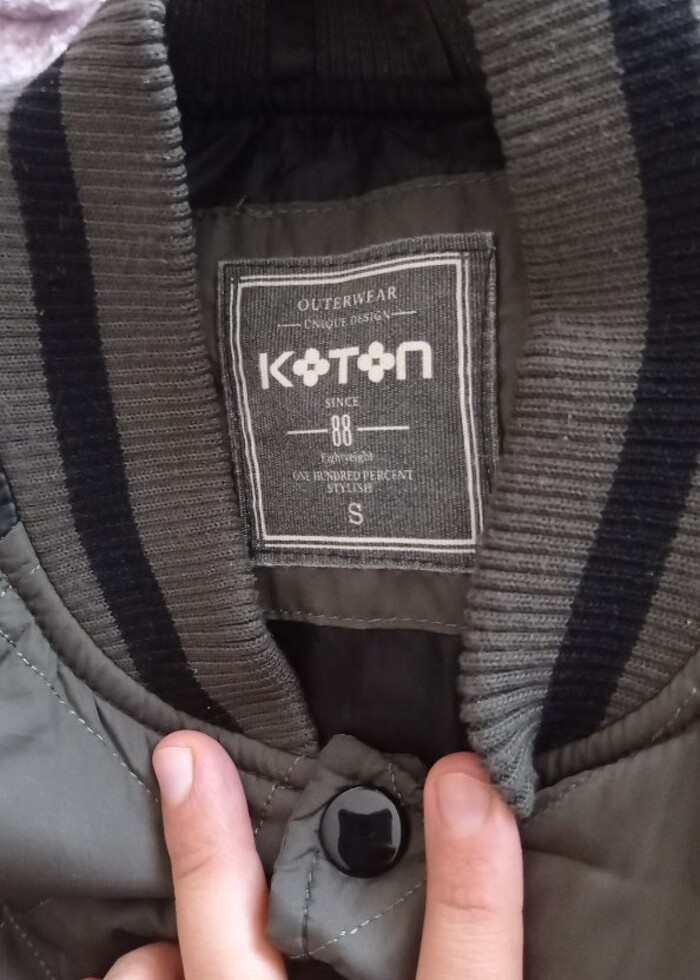 OUTERWEAR
UNIQUE DESIGN
KOTON
SINCE
88
Lightweight
ONE HUNDRED PERCENT
STYLISH
S